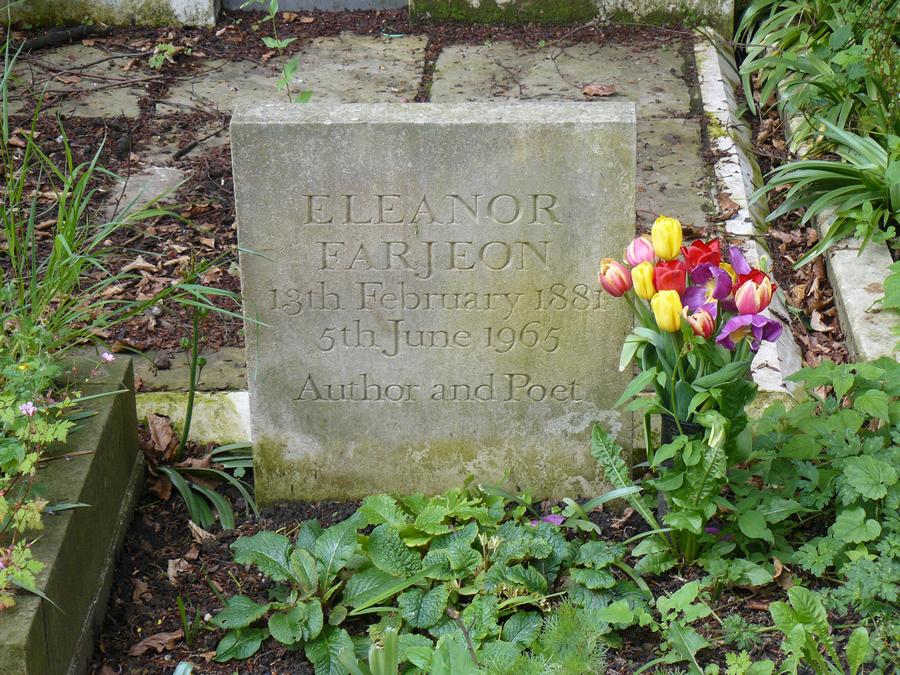 ELEANOR
FARJEON
13th February 1881
5th June 1965
Author and Poet